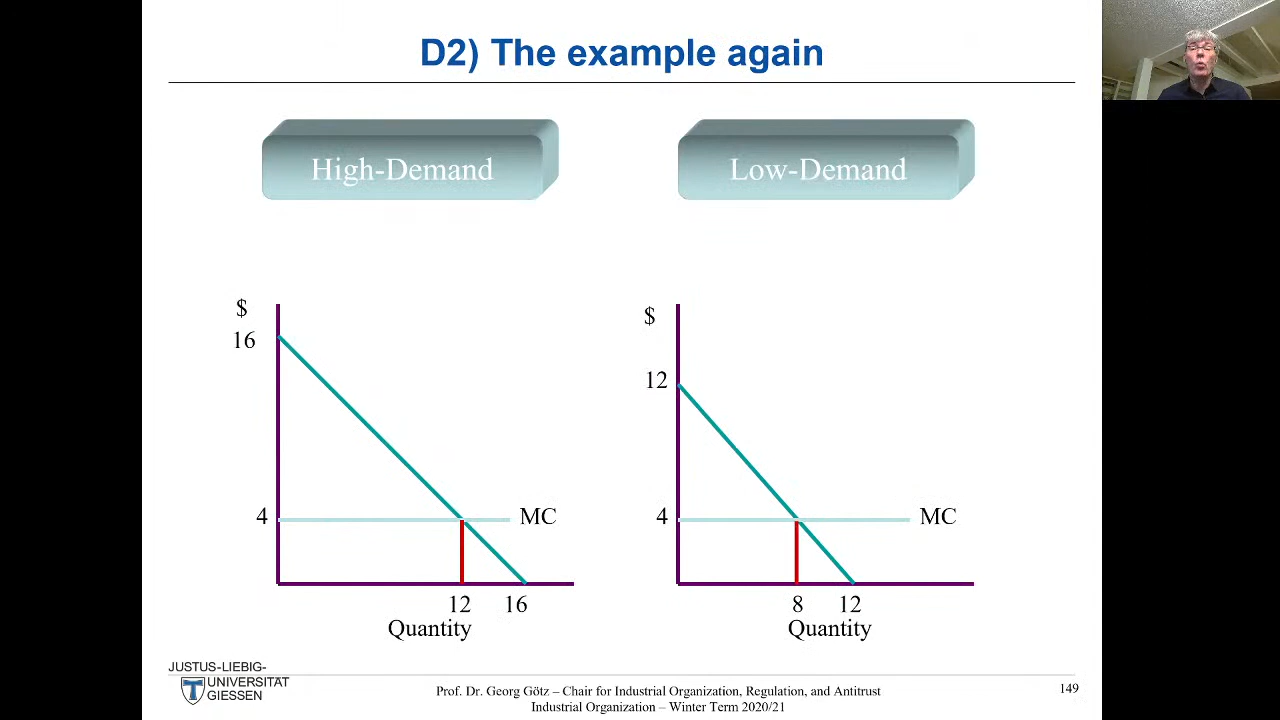 D2) The example again
High-Demand
Low-Demand
$
16
4
MC
12 16
Quantity
$
12
4
MC
8 12
Quantity
JUSTUS-LIEBIG-
UNIVERSITÄT
GIESSEN
Prof. Dr. Georg Götz – Chair for Industrial Organization, Regulation, and Antitrust
Industrial Organization – Winter Term 2020/21
149